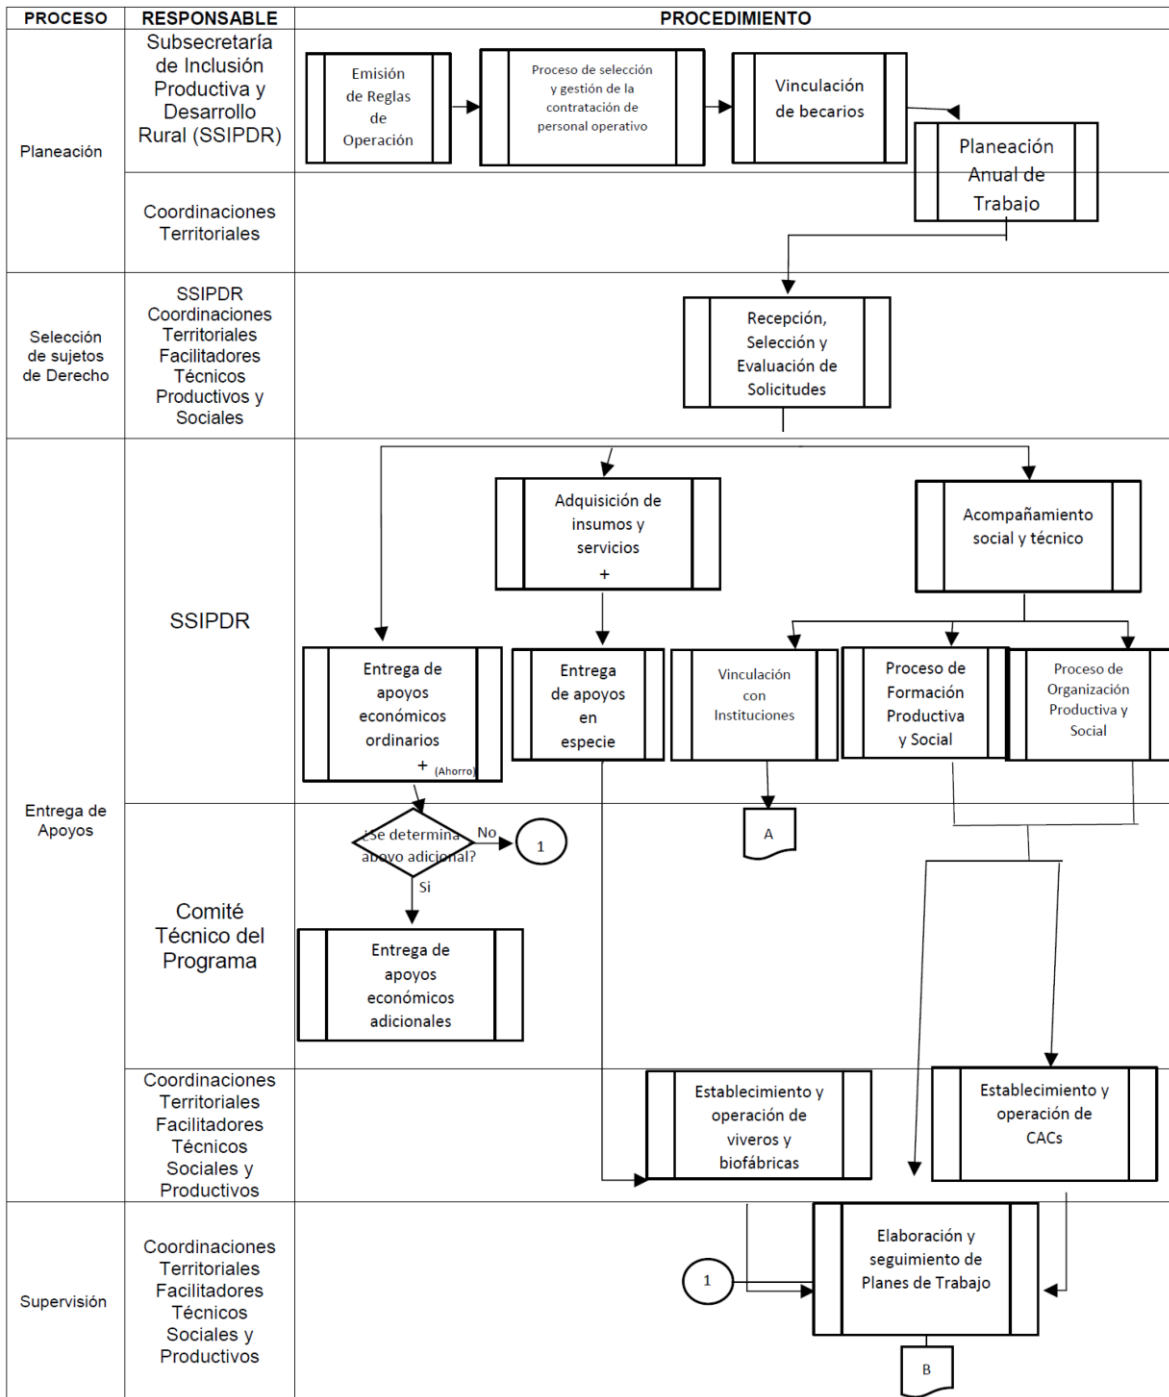 PROCESO
RESPONSABLE
PROCEDIMIENTO
Planeación
Subsecretaría
de Inclusión
Productiva y
Desarrollo
Rural (SSIPDR)
Emisión
de Reglas
de
Operación
Proceso de selección
y gestión de la
contratación de
personal operativo
Vinculación
de becarios
Planeación
Anual de
Trabajo
Coordinaciones
Territoriales
Selección
de sujetos
de Derecho
SSIPDR
Coordinaciones
Territoriales
Facilitadores
Técnicos
Productivos y
Sociales
Recepción,
Selección y
Evaluación de
Solicitudes
Entrega de
Apoyos
SSIPDR
Adquisición de
insumos y
servicios
+
Acompañamiento
social y técnico
Entrega de
apoyos
económicos
ordinarios
+ (Ahorro)
Entrega
de apoyos
en
especie
Vinculación
con
Instituciones
Proceso de
Formación
Productiva
y Social
Proceso de
Organización
Productiva y
Social
Comité
Técnico del
Programa
¿Se determina
apoyo adicional?
No
1
Si
A
Entrega de
apoyos
económicos
adicionales
Coordinaciones
Territoriales
Facilitadores
Técnicos
Sociales y
Productivos
Establecimiento y
operación de
viveros y
biofábricas
Establecimiento y
operación de
CACs
Supervisión
Coordinaciones
Territoriales
Facilitadores
Técnicos
Sociales y
Productivos
1
Elaboración y
seguimiento de
Planes de Trabajo
B